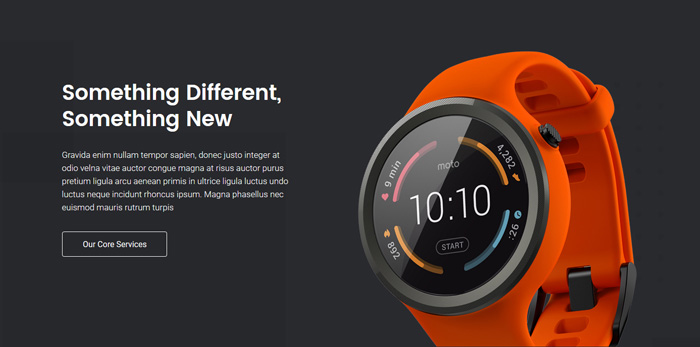 Something Different,
Something New
Gravida enim nullam tempor sapien, donec justo integer at
odio velna vitae auctor congue magna at risus auctor purus
pretium ligula arcu aenean primis in ultrice ligula luctus undo
luctus neque incidunt rhoncus ipsum. Magna phasellus nec
euismod mauris rutrum turpis
Our Core Services
moto
9 min
4,282
10:10
892
:26
START